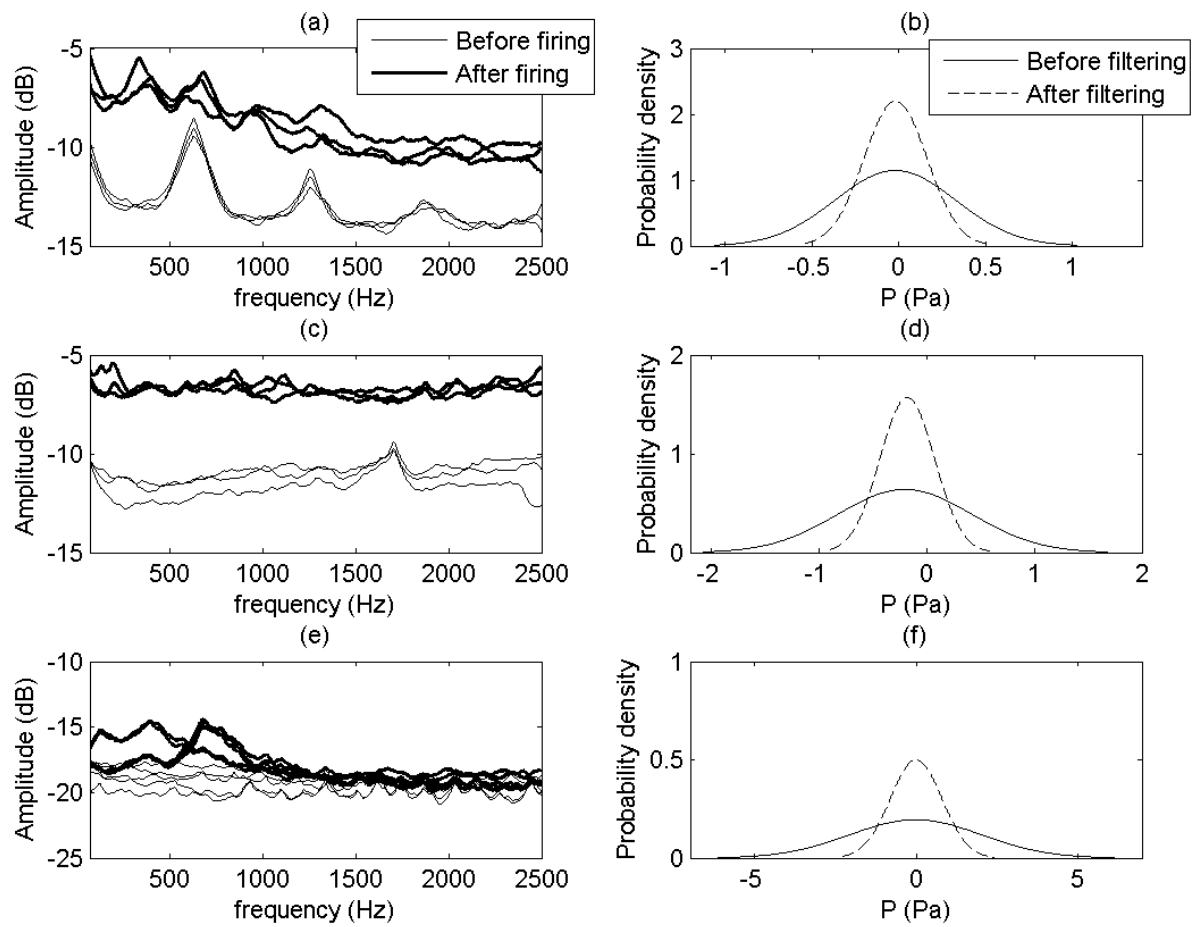 (a)
Before firing
After firing
Amplitude (dB)
-5
-10
-15
500 1000 1500 2000 2500
frequency (Hz)
(b)
Before filtering
After filtering
Probability density
3
2
1
0
-1 -0.5 0 0.5 1
P (Pa)
(c)
Amplitude (dB)
-5
-10
-15
500 1000 1500 2000 2500
frequency (Hz)
(d)
Probability density
2
1
0
-2 -1 0 1 2
P (Pa)
(e)
Amplitude (dB)
-10
-15
-20
-25
500 1000 1500 2000 2500
frequency (Hz)
(f)
Probability density
1
0.5
0
-5 0 5
P (Pa)